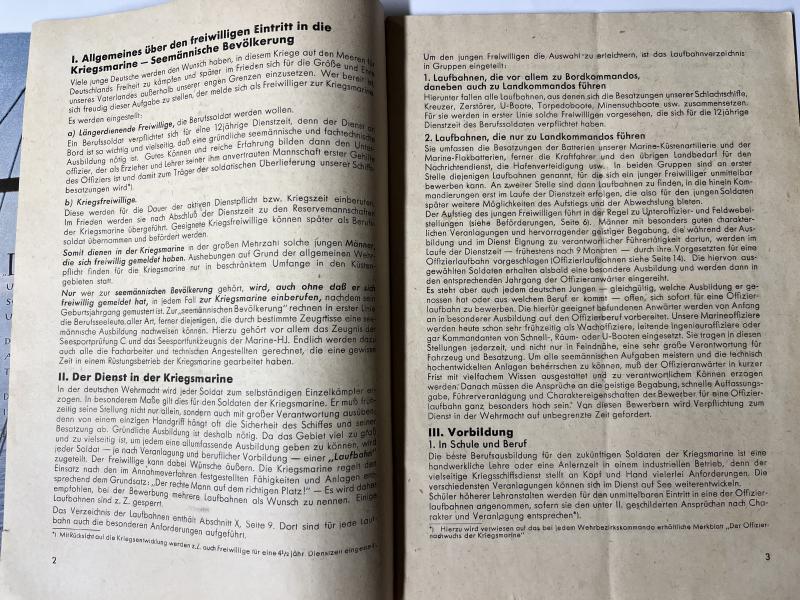 I. Allgemeines über den freiwilligen Eintritt in die
Kriegsmarine – Seemännische Bevölkerung
Viele junge Deutsche werden den Wunsch haben, in diesem Kriege auf den Meeren für
Deutschlands Freiheit zu kämpfen und später im Frieden sich für die Größe und Ehre
unseres Vaterlandes außerhalb unserer engen Grenzen einzusetzen. Wer bereit ist,
sich freudig dieser Aufgabe zu stellen, der melde sich als Freiwilliger zur Kriegsmarine.
Es werden eingestellt:
a) Längerdienende Freiwillige, die Berufssoldat werden wollen.
Ein Berufssoldat verpflichtet sich für eine 12jährige Dienstzeit, denn der Dienst an
Bord ist so wichtig und vielseitig, daß eine gründliche seemännische und fachtechnische
Ausbildung nötig ist. Gutes Können und reiche Erfahrung bilden dann den Unter-
offizier, der als Erzieher und Lehrer seiner ihm anvertrauten Mannschaft erster Gehilfe
des Offiziers ist und damit zum Träger der soldatischen Überlieferung unserer Schiffs-
besatzungen wird*).
b) Kriegsfreiwillige.
Diese werden für die Dauer der aktiven Dienstpflicht bzw. Kriegszeit einberufen.
Im Frieden werden sie nach Abschluß der Dienstzeit zu den Reservemannschaften
der Kriegsmarine übergeführt. Geeignete Kriegsfreiwillige können später als Berufs-
soldat übernommen und befördert werden.
Somit dienen in der Kriegsmarine in der großen Mehrzahl solche jungen Männer,
die sich freiwillig gemeldet haben. Aushebungen auf Grund der allgemeinen Wehr-
pflicht finden für die Kriegsmarine nur in beschränktem Umfange in den Küsten-
gebieten statt.
Nur wer zur seemännischen Bevölkerung gehört, wird, auch ohne daß er sich
freiwillig gemeldet hat, in jedem Fall zur Kriegsmarine einberufen, nachdem sein
Geburtsjahrgang gemustert ist. Zur „seemännischen Bevölkerung" rechnen in erster Linie
die Berufsseeleute aller Art, ferner diejenigen, die durch bestimmte Zeugnisse eine see-
männische Ausbildung nachweisen können. Hierzu gehört vor allem das Zeugnis der
Seesportprüfung C und das Seesportfunkzeugnis der Marine-HJ. Endlich werden dazu
auch alle die Facharbeiter und technischen Angestellten gerechnet, die eine gewisse
Zeit in einem Rüstungsbetrieb der Kriegsmarine gearbeitet haben.
II. Der Dienst in der Kriegsmarine
In der deutschen Wehrmacht wird jeder Soldat zum selbständigen Einzelkämpfer er-
zogen. In besonderem Maße gilt dies für den Soldaten der Kriegsmarine. Er muß früh-
zeitig seine Stellung nicht nur allein, sondern auch mit großer Verantwortung ausüben,
denn von einem einzigen Handgriff hängt oft die Sicherheit des Schiffes und seiner
Besatzung ab. Gründliche Ausbildung ist deshalb nötig. Da das Gebiet viel zu groß
und zu vielseitig ist, um jedem eine allumfassende Ausbildung geben zu können, wird
jeder Soldat — je nach Veranlagung und beruflicher Vorbildung — einer „Laufbahn"
zugeteilt. Der Freiwillige kann dabei Wünsche äußern. Die Kriegsmarine regelt den
Einsatz nach den im Annahmeverfahren festgestellten Fähigkeiten und Anlagen ent-
sprechend dem Grundsatz: „Der rechte Mann auf dem richtigen Platz!" — Es wird daher
empfohlen, bei der Bewerbung mehrere Laufbahnen als Wunsch zu nennen. Einige
Laufbahnen sind z. Z. gesperrt.
Das Verzeichnis der Laufbahnen enthält Abschnitt X, Seite 9. Dort sind für jede Lauf-
bahn auch die besonderen Anforderungen aufgeführt.
*) Mit Rücksicht auf die Kriegsentwicklung werden z.Z. auch Freiwillige für eine 4½ jähr. Dienstzeit eingestellt.
2
Um den jungen Freiwilligen die Auswahl zu erleichtern, ist das Laufbahnverzeichnis
in Gruppen eingeteilt:
1. Laufbahnen, die vor allem zu Bordkommandos,
daneben auch zu Landkommandos führen
Hierunter fallen alle Laufbahnen, aus denen sich die Besatzungen unserer Schlachtschiffe,
Kreuzer, Zerstörer, U-Boote, Torpedoboote, Minensuchboote usw. zusammensetzen.
Für sie werden in erster Linie solche Freiwilligen vorgesehen, die sich für die 12jährige
Dienstzeit des Berufssoldaten verpflichtet haben.
2. Laufbahnen, die nur zu Landkommandos führen
Sie umfassen die Besatzungen der Batterien unserer Marine-Küstenartillerie und der
Marine-Flakbatterien, ferner die Kraftfahrer und den übrigen Landbedarf für den
Nachrichtendienst, die Hafenverteidigung usw. In beiden Gruppen sind an erster
Stelle diejenigen Laufbahnen genannt, für die sich ein junger Freiwilliger unmittelbar
bewerben kann. An zweiter Stelle sind dann Laufbahnen zu finden, in die hinein Kom-
mandierungen erst im Laufe der Dienstzeit erfolgen, die also für den jungen Soldaten
später weitere Möglichkeiten des Aufstiegs und der Abwechslung bieten.
Der Aufstieg des jungen Freiwilligen führt in der Regel zu Unteroffizier- und Feldwebel-
stellungen (siehe Beförderungen, Seite 6). Männer mit besonders guten charakter-
lichen Veranlagungen und hervorragender geistiger Begabung, die während der Aus-
bildung und im Dienst Eignung zu verantwortlicher Führertätigkeit dartun, werden im
Laufe der Dienstzeit — frühestens nach 9 Monaten — durch ihre Vorgesetzten für eine
Offizierlaufbahn vorgeschlagen (Offizierlaufbahnen siehe Seite 14). Die hiervon aus-
gewählten Soldaten erhalten alsbald eine besondere Ausbildung und werden dann in
den entsprechenden Jahrgang der Offizieranwärter eingereiht.
Es steht aber auch jedem deutschen Jungen — gleichgültig, welche Ausbildung er ge-
nossen hat oder aus welchem Beruf er kommt — offen, sich sofort für eine Offizier-
laufbahn zu bewerben. Die hierfür geeignet befundenen Anwärter werden von Anfang
an in besonderer Ausbildung auf den Offizierberuf vorbereitet. Unsere Marineoffiziere
werden heute schon sehr frühzeitig als Wachoffiziere, leitende Ingenieuroffiziere oder
gar Kommandanten von Schnell-, Räum- oder U-Booten eingesetzt. Sie tragen in diesen
Stellungen jederzeit, und nicht nur in Feindnähe, eine sehr große Verantwortung für
Fahrzeug und Besatzung. Um alle seemännischen Aufgaben meistern und die technisch
hochentwickelten Anlagen beherrschen zu können, muß der Offizieranwärter in kurzer
Frist mit vielfachem Wissen ausgestattet und zu verantwortlichem Können erzogen
werden. Danach müssen die Ansprüche an die geistige Begabung, schnelle Auffassungs-
gabe, Führerveranlagung und Charaktereigenschaften der Bewerber für eine Offizier-
laufbahn ganz besonders hoch sein. Van diesen Bewerbern wird Verpflichtung zum
Dienst in der Wehrmacht auf unbegrenzte Zeit gefordert.
III. Vorbildung
1. In Schule und Beruf
Die beste Berufsausbildung für den zukünftigen Soldaten der Kriegsmarine ist eine
handwerkliche Lehre oder eine Anlernzeit in einem industriellen Betrieb, denn der
vielseitige Kriegsschiffsdienst stellt an Kopf und Hand vielerlei Anforderungen. Die
verschiedensten Veranlagungen können sich im Dienst auf See weiterentwickeln.
Schüler höherer Lehranstalten werden für den unmittelbaren Eintritt in eine der Offizier-
laufbahnen angenommen, sofern sie den unter II. geschilderten Ansprüchen nach Cha-
rakter und Veranlagung entsprechen*).
*) Hierzu wird verwiesen auf das bei jedem Wehrbezirkskommando erhältliche Merkblatt „Der Offizier-
nachwuchs der Kriegsmarine"
3